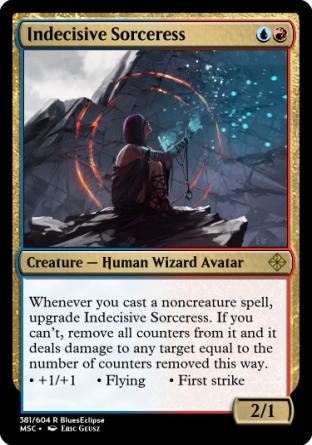 Indecisive Sorceress
Creature — Human Wizard Avatar
Whenever you cast a noncreature spell,
upgrade Indecisive Sorceress. If you
can't, remove all counters from it and it
deals damage to any target equal to the
number of counters removed this way.
• +1/+1 • Flying • First strike
2/1
381/604 R BluesEclipse
MSC • Eric Geusz